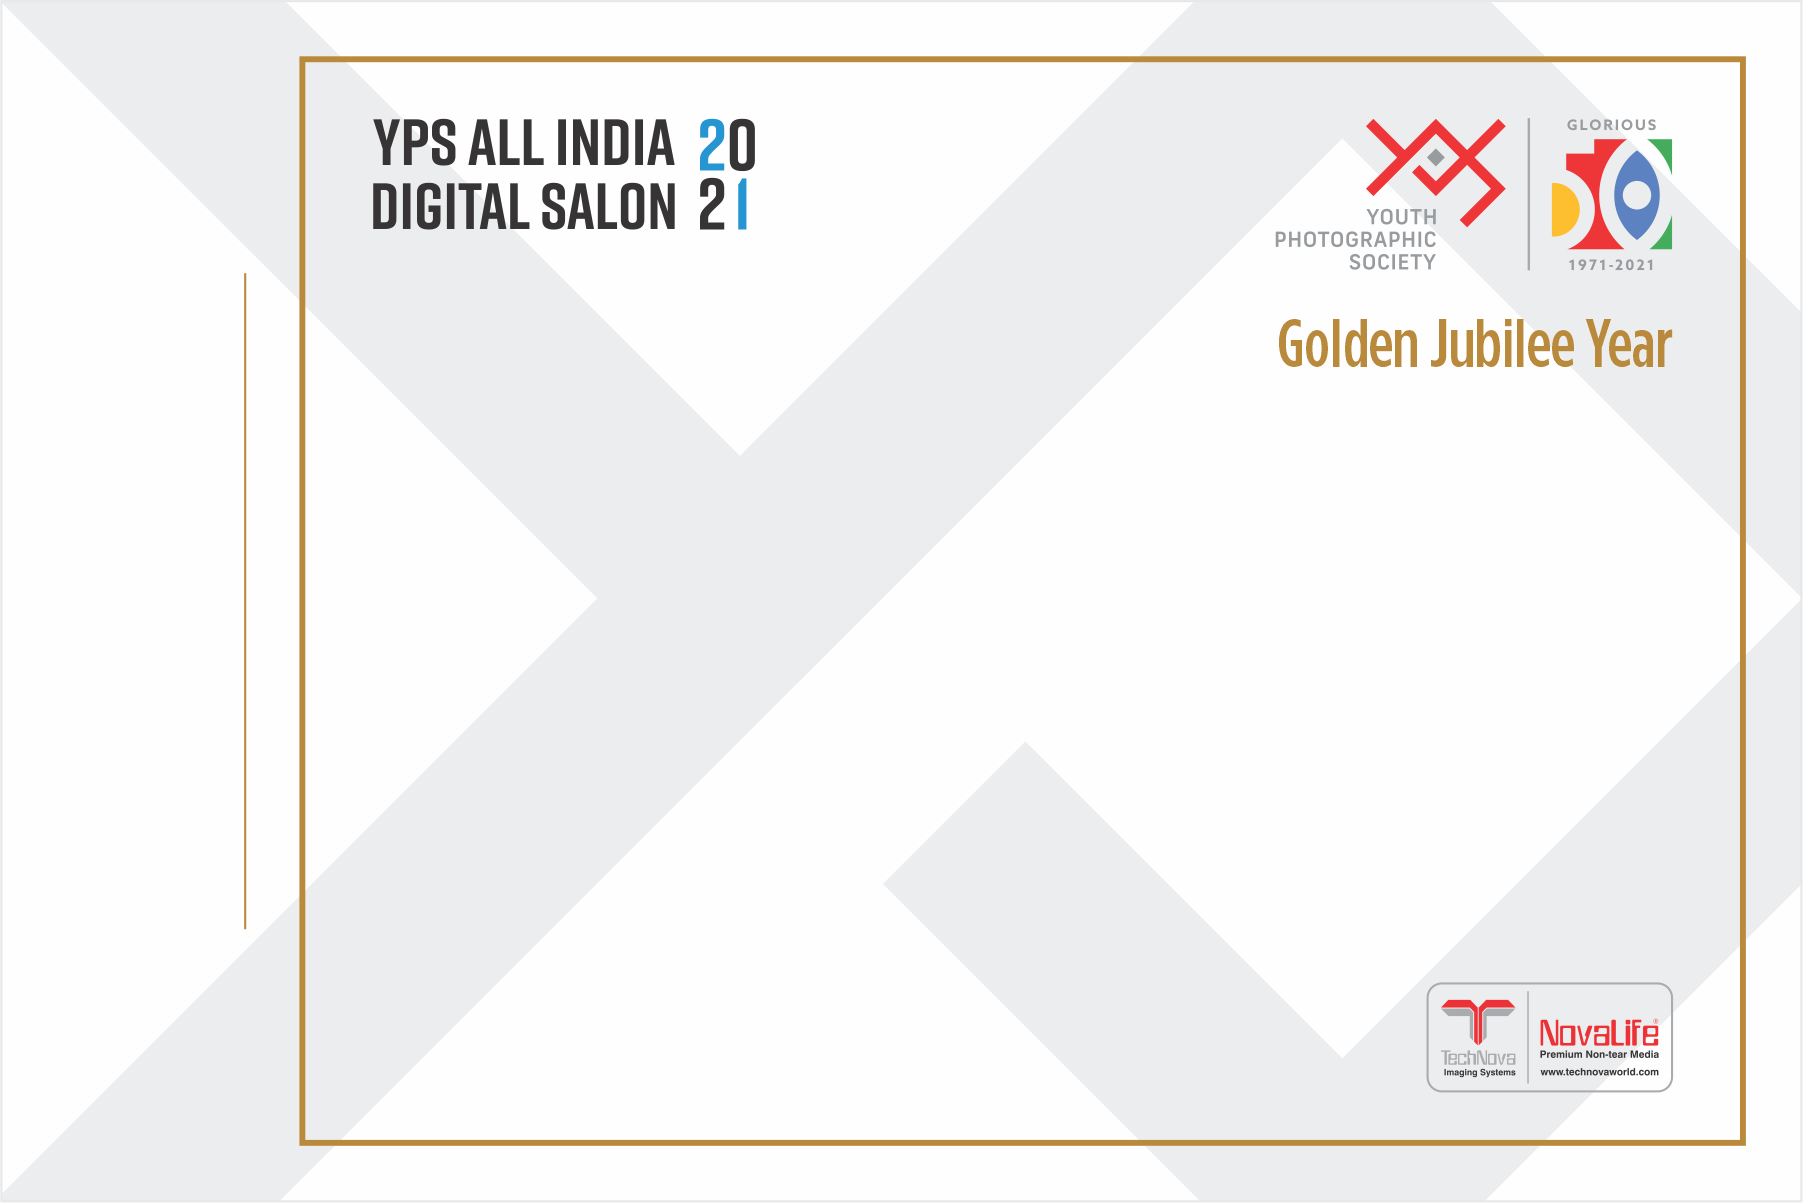 YPS ALL INDIA 20
DIGITAL SALON 21
YOUTH
PHOTOGRAPHIC
SOCIETY
GLORIOUS
50
1971-2021
Golden Jubilee Year
TechNova
Imaging Systems
NovaLife®
Premium Non-tear Media
www.technovaworld.com